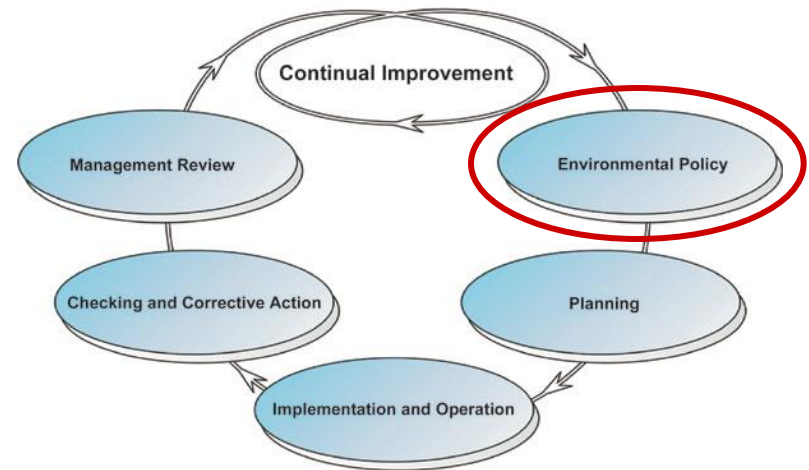 Continual Improvement
Management Review
Environmental Policy
Checking and Corrective Action
Planning
Implementation and Operation